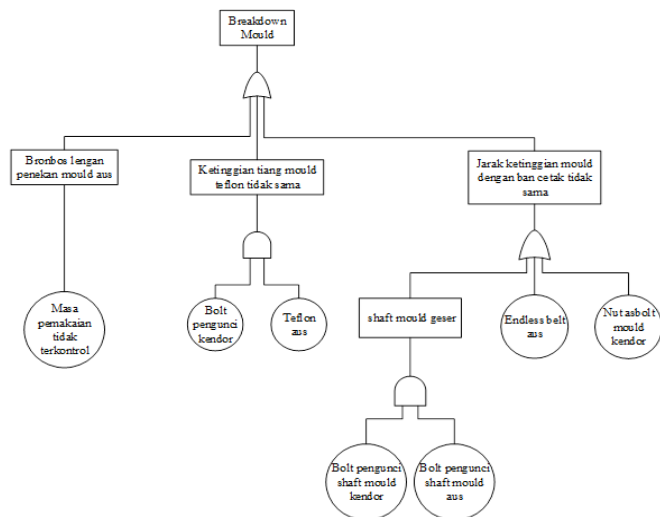 Breakdown
Mould
Bronbos lengan
penekan mould aus
Ketinggian tiang mould
teflon tidak sama
Jarak ketinggian mould
dengan ban cetak tidak
sama
Masa
pemakaian
tidak
terkontrol
Bolt
pengunci
kendor
Teflon
aus
shaft mould geser
Endless belt
aus
Nut asbolt
mould
kendor
Bolt pengunci
shaft mould
kendor
Bolt pengunci
shaft mould
aus